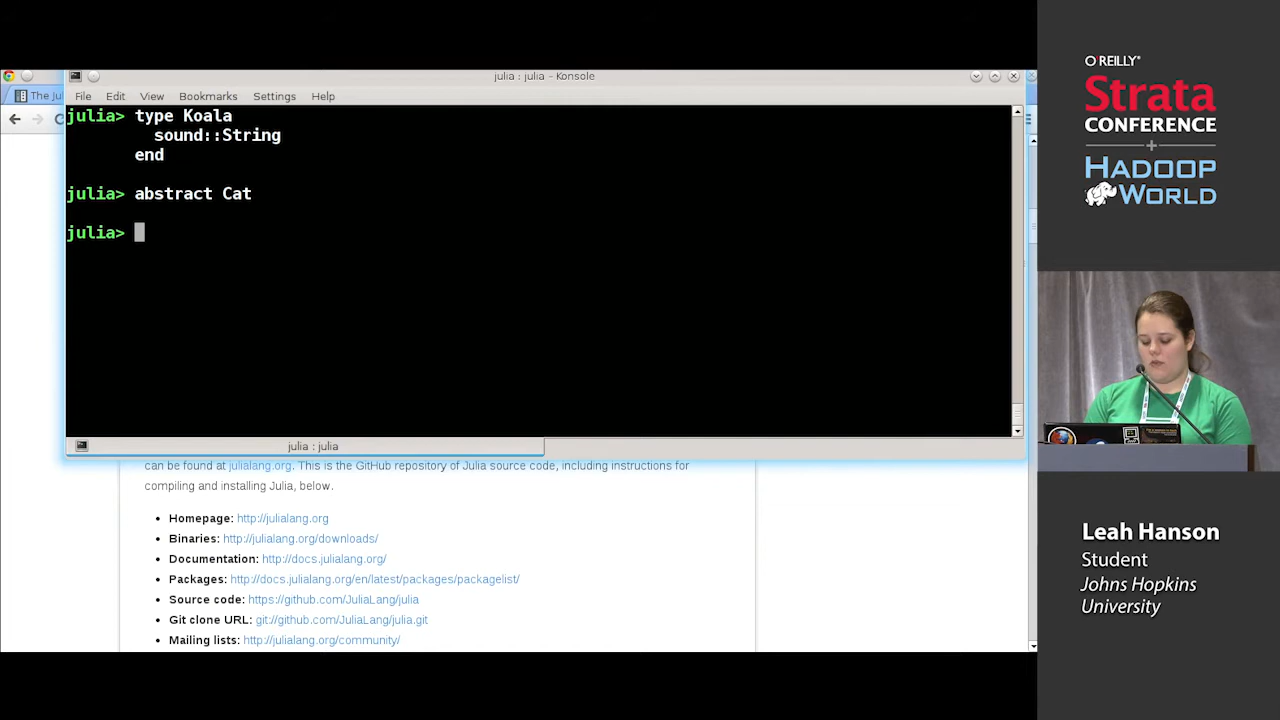 julia : julia - Konsole
The Ju
File Edit View Bookmarks Settings Help
julia> type Koala
sound::String
end
julia> abstract Cat
julia>
julia : julia
can be found at julialang.org. This is the GitHub repository of Julia source code, including instructions for
compiling and installing Julia, below.
• Homepage: http://julialang.org
• Binaries: http://julialang.org/downloads/
• Documentation: http://docs.julialang.org/
• Packages: http://docs.julialang.org/en/latest/packages/packagelist/
• Source code: https://github.com/JuliaLang/julia
• Git clone URL: git://github.com/JuliaLang/julia.git
• Mailing lists: http://julialang.org/community/
O REILLY®
Strata
CONFERENCE
+
HADOOP
WORLD
Leah Hanson
Student
Johns Hopkins
University